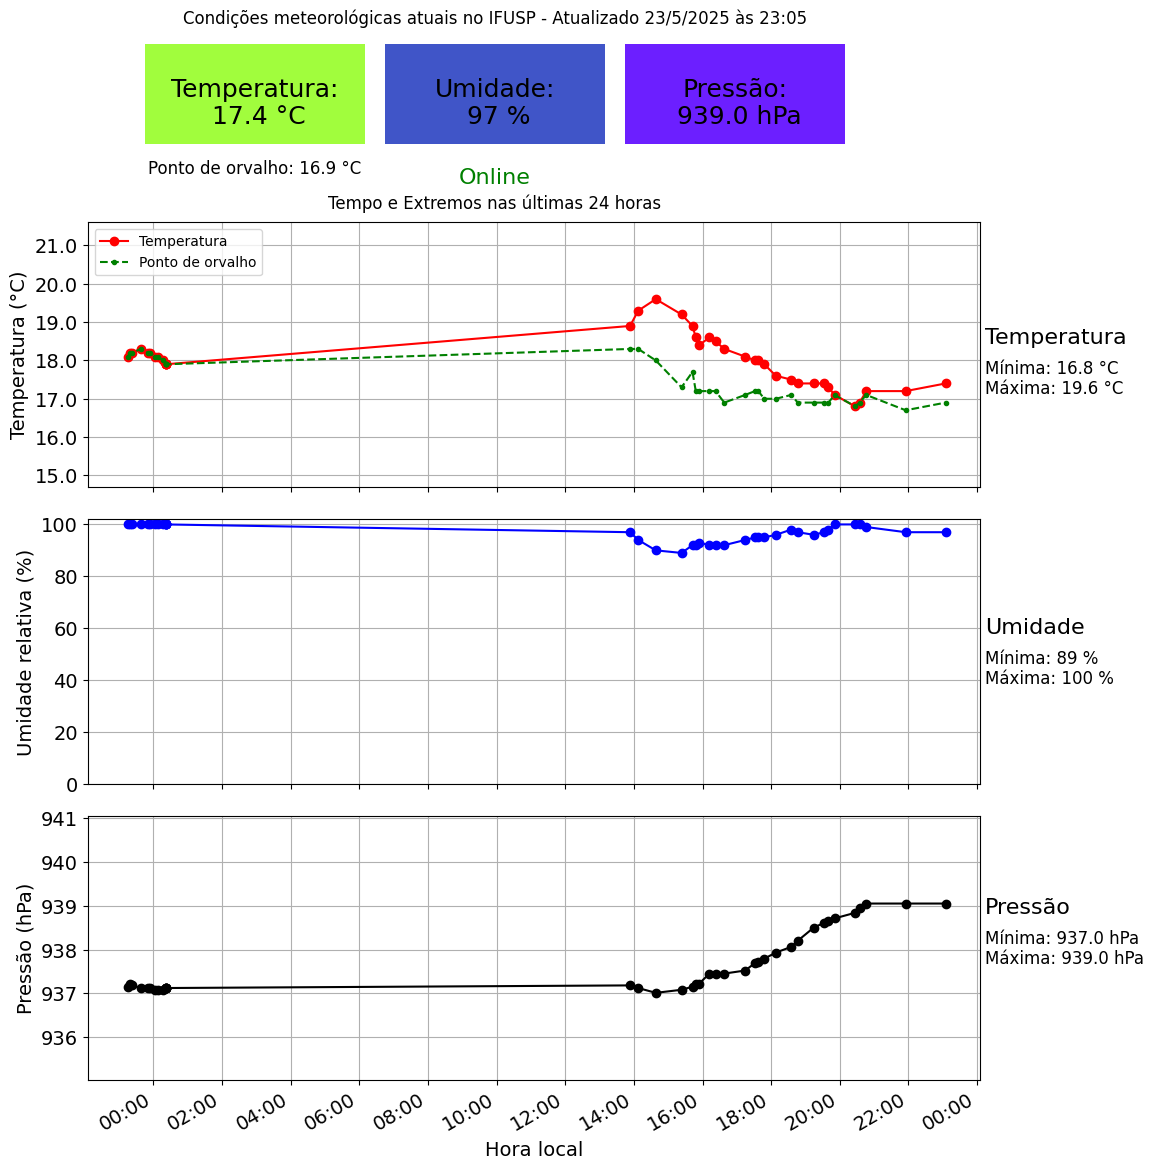 Condições meteorológicas atuais no IFUSP - Atualizado 23/5/2025 às 23:05
Temperatura:
17.4 °C
Umidade:
97 %
Pressão:
939.0 hPa
Ponto de orvalho: 16.9 °C
Online
Tempo e Extremos nas últimas 24 horas
Temperatura
Ponto de orvalho
Temperatura (°C)
21.0
20.0
19.0
18.0
17.0
16.0
15.0
Temperatura
Mínima: 16.8 °C
Máxima: 19.6 °C
Umidade relativa (%)
100
80
60
40
20
0
Umidade
Mínima: 89 %
Máxima: 100 %
Pressão (hPa)
941
940
939
938
937
936
Pressão
Mínima: 937.0 hPa
Máxima: 939.0 hPa
00:00 02:00 04:00 06:00 08:00 10:00 12:00 14:00 16:00 18:00 20:00 22:00 00:00
Hora local